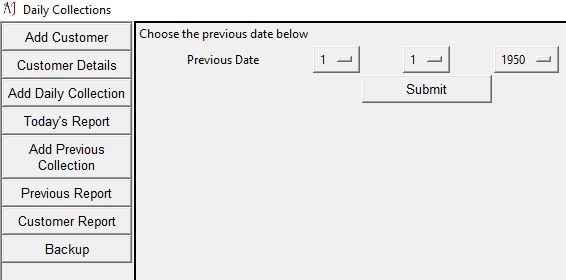 AJ Daily Collections
Add Customer
Customer Details
Add Daily Collection
Today's Report
Add Previous
Collection
Previous Report
Customer Report
Backup
Choose the previous date below
Previous Date 1 1 1950
Submit